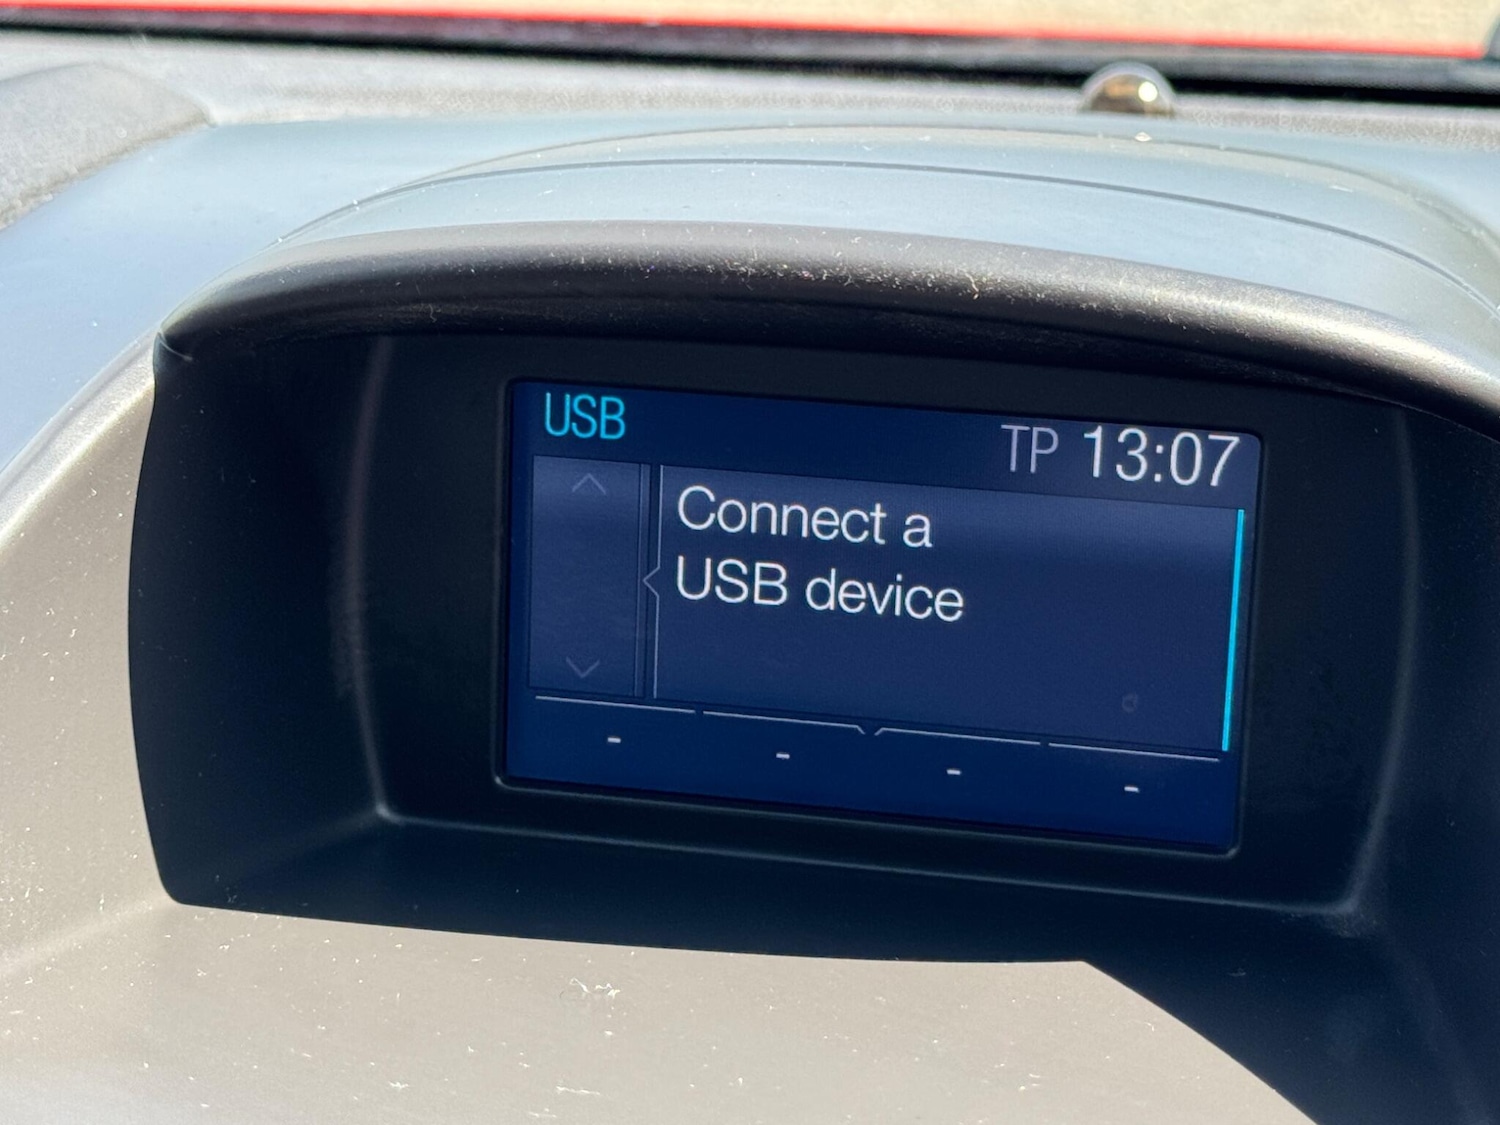 USB
TP 13:07
Connect a
USB device
- - - -